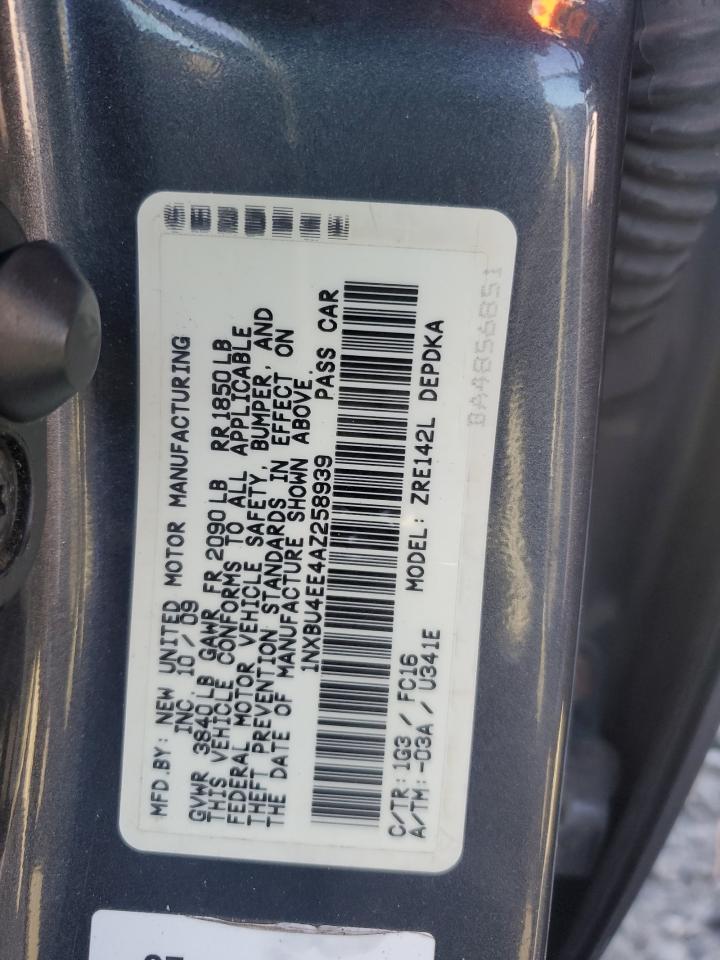 MFD.BY: NEW UNITED MOTOR MANUFACTURING
INC. 10/09
GVWR 3840LB GAWR FR 2090LB RR1850LB
THIS VEHICLE CONFORMS TO ALL APPLICABLE
FEDERAL MOTOR VEHICLE SAFETY, BUMPER, AND
THEFT PREVENTION STANDARDS IN EFFECT ON
THE DATE OF MANUFACTURE SHOWN ABOVE.
1NXBU4EE4AZ258939 PASS CAR
C/TR:1G3/FC16 MODEL: ZRE142L DEPDKA
A/TM:-03A/U341E
BA4856851